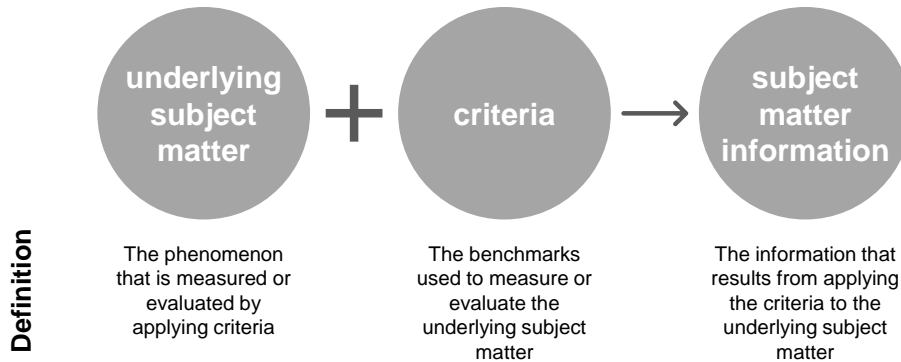 underlying
subject
matter
+
criteria
→
subject
matter
information
Definition
The phenomenon
that is measured or
evaluated by
applying criteria
The benchmarks
used to measure or
evaluate the
underlying subject
matter
The information that
results from applying
the criteria to the
underlying subject
matter